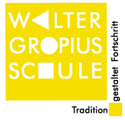 WALTER
GROPIUS
SCHULE
Tradition
gestaltet Fortschritt